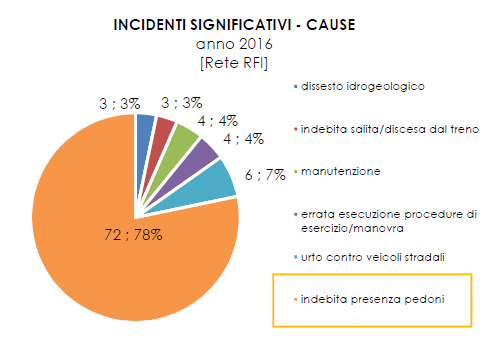 INCIDENTI SIGNIFICATIVI - CAUSE
anno 2016
[Rete RFI]
3 ; 3%
3 ; 3%
4 ; 4%
4 ; 4%
6 ; 7%
72 ; 78%
dissesto idrogeologico
indebita salita/discesa dal treno
manutenzione
errata esecuzione procedure di
esercizio/manovra
urto contro veicoli stradali
indebita presenza pedoni